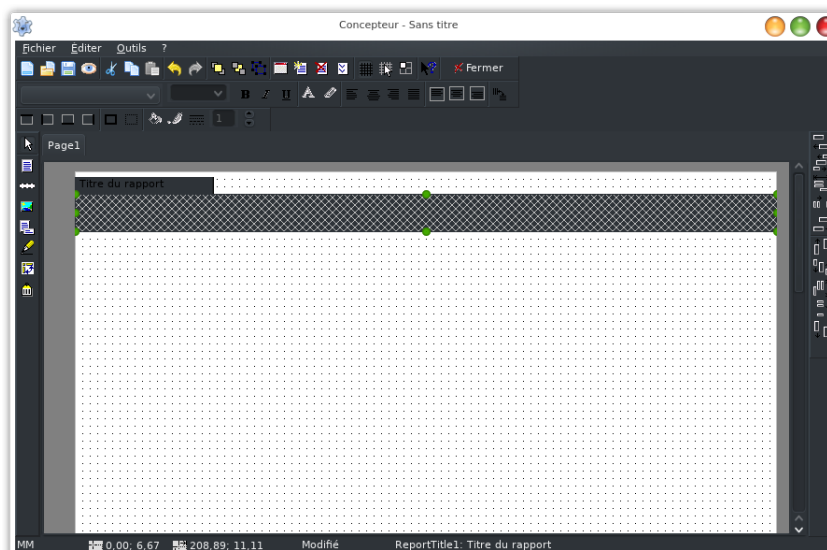 Concepteur - Sans titre
Fichier Éditer Outils ?
Fermer
B I U A
1
Page1
Titre du rapport
MM 0,00; 6,67 208,89; 11,11 Modifié ReportTitle1: Titre du rapport